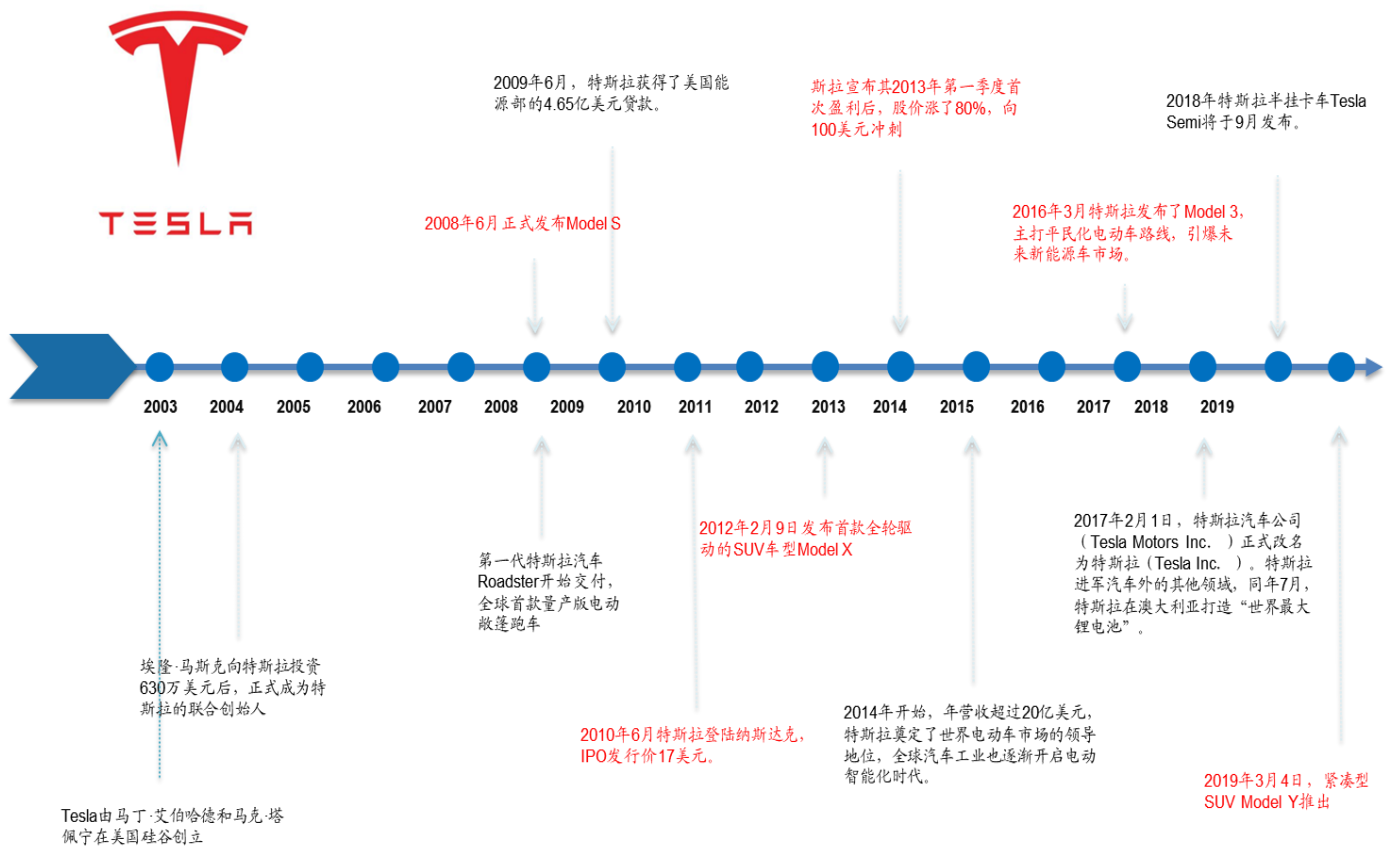 TESLA
2009年6月，特斯拉获得了美国能
源部的4.65亿美元贷款。
斯拉宣布其2013年第一季度首
次盈利后，股价涨了80%，向
100美元冲刺
2018年特斯拉半挂卡车Tesla
Semi将于9月发布。
2008年6月正式发布Model S
2016年3月特斯拉发布了Model 3，
主打平民化电动车路线，引爆未
来新能源车市场。
2003 2004 2005 2006 2007 2008 2009 2010 2011 2012 2013 2014 2015 2016 2017 2018 2019
第一代特斯拉汽车
Roadster开始交付，
全球首款量产版电动
敞篷跑车
2012年2月9日发布首款全轮驱
动的SUV车型Model X
2017年2月1日，特斯拉汽车公司
（Tesla Motors Inc. ）正式改名
为特斯拉（Tesla Inc. ）。特斯拉
进军汽车外的其他领域，同年7月，
特斯拉在澳大利亚打造“世界最大
锂电池”。
埃隆·马斯克向特斯拉投资
630万美元后，正式成为特
斯拉的联合创始人
2010年6月特斯拉登陆纳斯达克，
IPO发行价17美元。
2014年开始，年营收超过20亿美元，
特斯拉奠定了世界电动车市场的领导
地位，全球汽车工业也逐渐开启电动
智能化时代。
2019年3月4日，紧凑型
SUV Model Y推出
Tesla由马丁·艾伯哈德和马克·塔
佩宁在美国硅谷创立